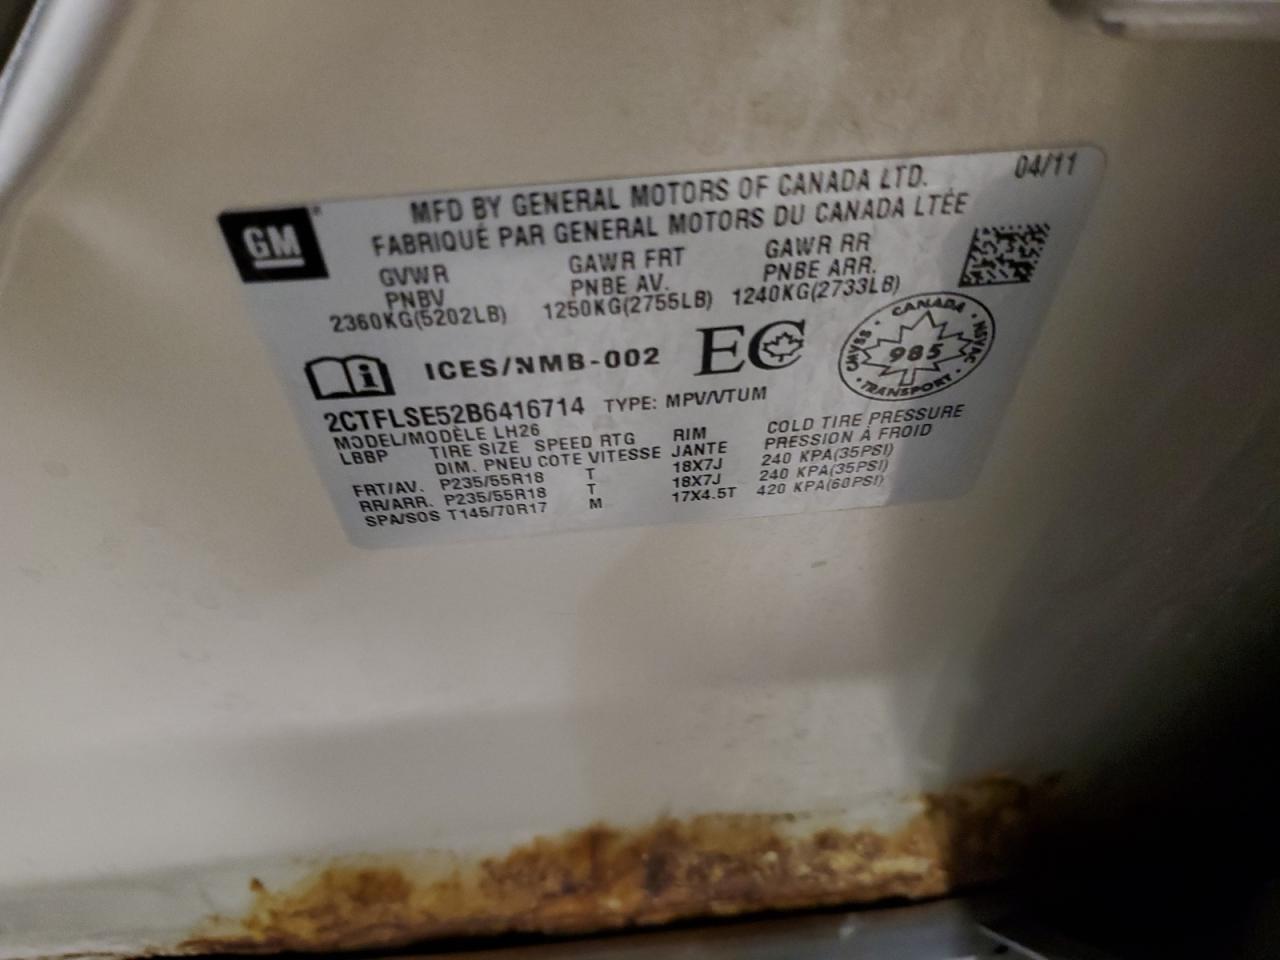 GM
04/11
MFD BY GENERAL MOTORS OF CANADA LTD.
FABRIQUÉ PAR GENERAL MOTORS DU CANADA LTÉE
GVWR GAWR FRT GAWR RR
PNBV PNBE AV. PNBE ARR.
2360KG(5202LB) 1250KG(2755LB) 1240KG(2733LB)
ICES/NMB-002 EC
CANADA
CMVSS 985 NSVAC
TRANSPORT
2CTFLSE52B6416714 TYPE: MPV/VTUM
MODEL/MODÈLE LH26
LBBP TIRE SIZE SPEED RTG RIM COLD TIRE PRESSURE
DIM. PNEU COTE VITESSE JANTE PRESSION À FROID
FRT/AV. P235/55R18 T 18X7J 240 KPA(35PSI)
RR/ARR. P235/55R18 T 18X7J 240 KPA(35PSI)
SPA/SOS T145/70R17 M 17X4.5T 420 KPA(60PSI)